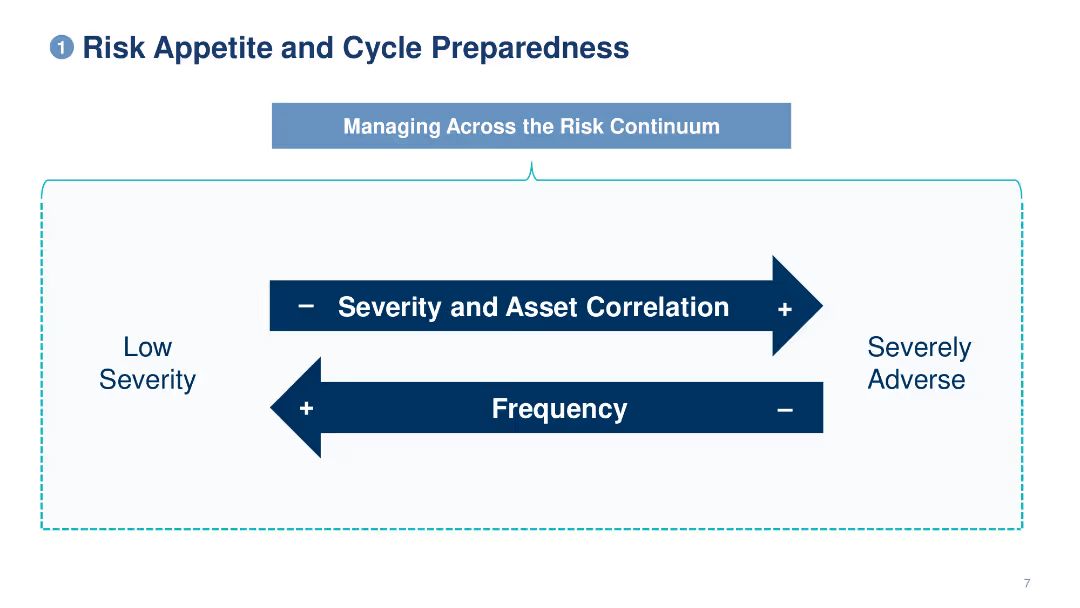 1 Risk Appetite and Cycle Preparedness
Managing Across the Risk Continuum
– Severity and Asset Correlation +
Low
Severity
Severely
Adverse
+ Frequency –
7